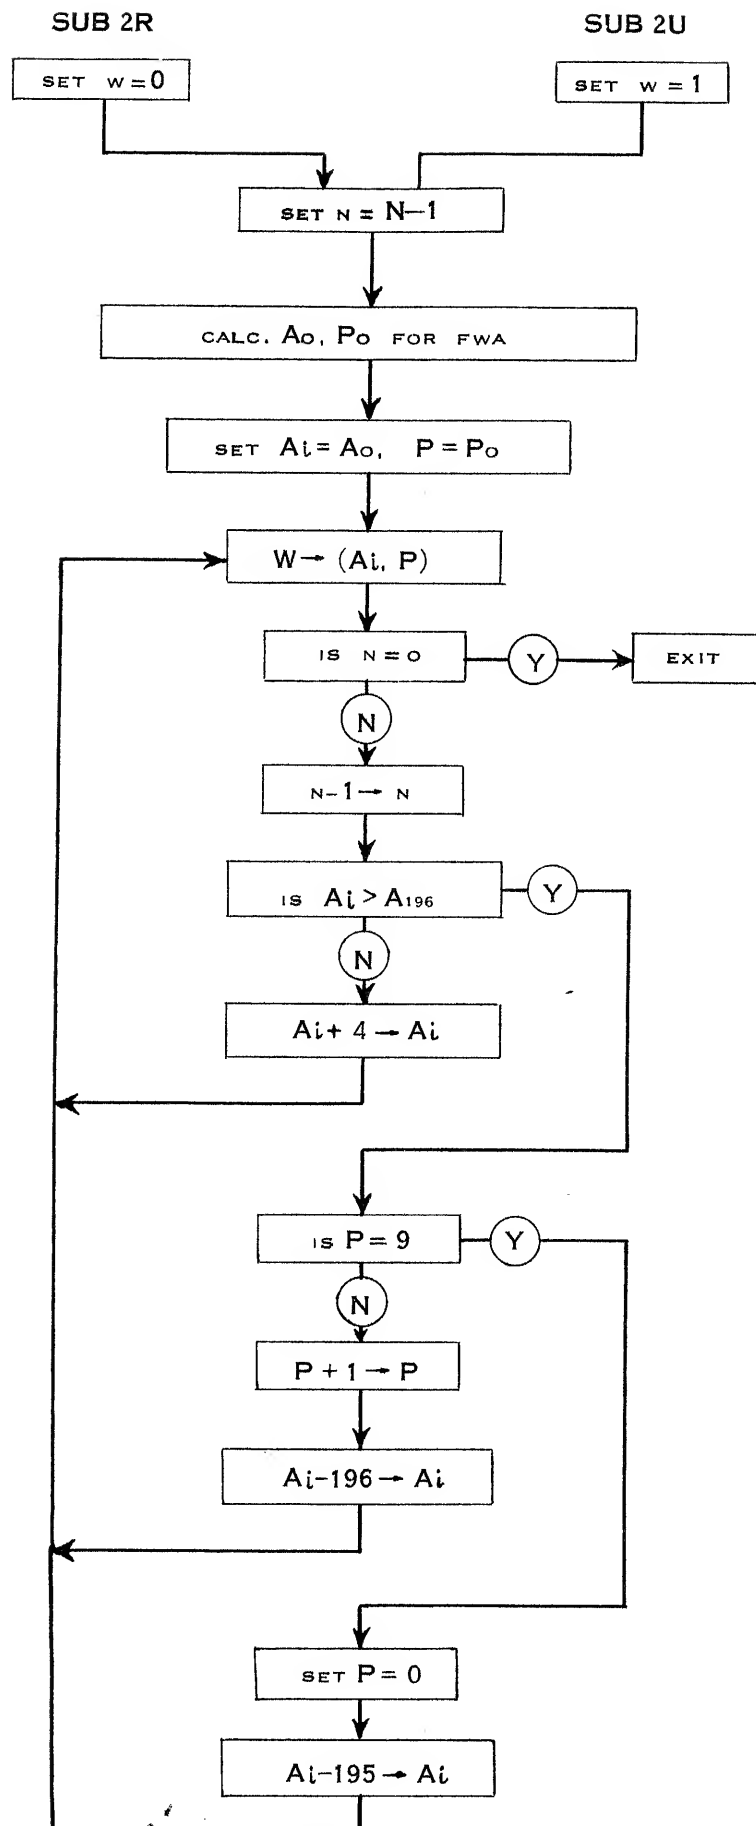 SUB 2R
SUB 2U
SET W = 0
SET W = 1
SET N = N-1
CALC. Ao, Po FOR FWA
SET Ai = Ao, P = Po
W → (Ai, P)
IS N = 0
Y
EXIT
N
N-1 → N
IS Ai > A196
Y
N
Ai + 4 → Ai
IS P = 9
Y
N
P + 1 → P
Ai-196 → Ai
SET P = 0
Ai-195 → Ai